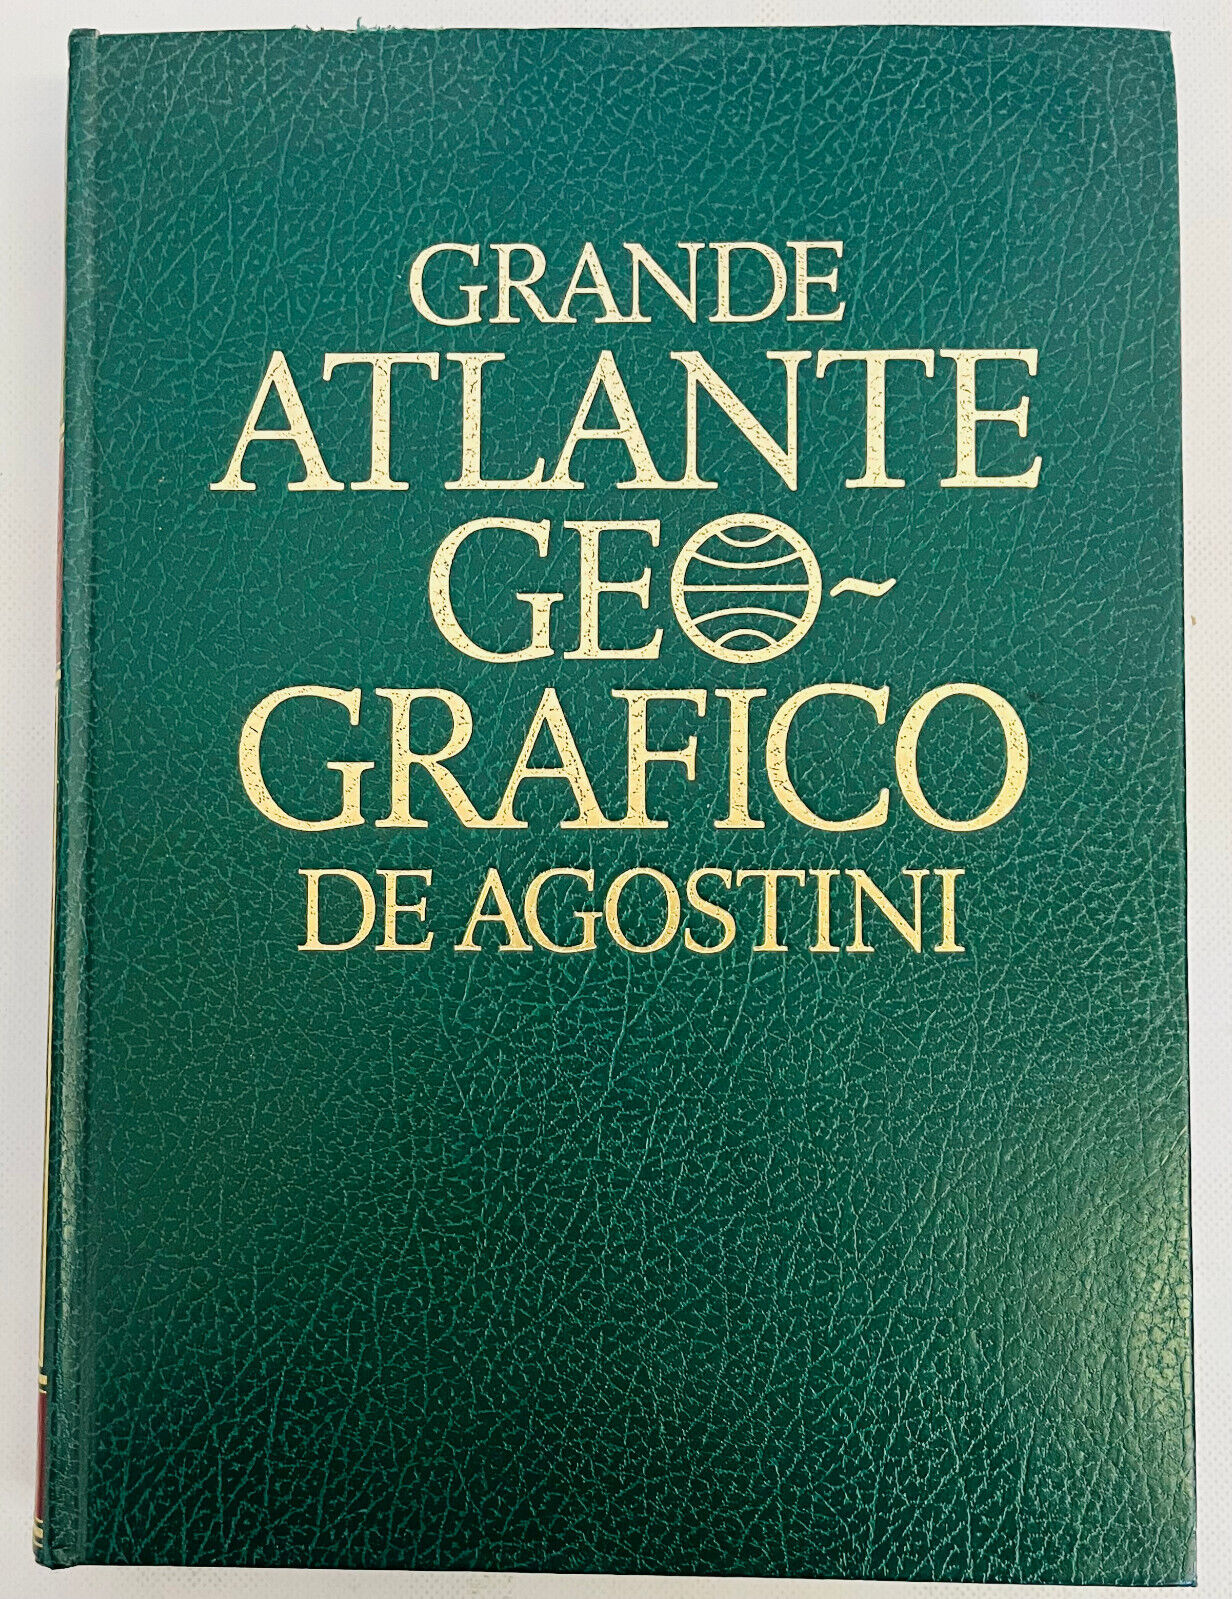 GRANDE
ATLANTE
GEO~
GRAFICO
DE AGOSTINI